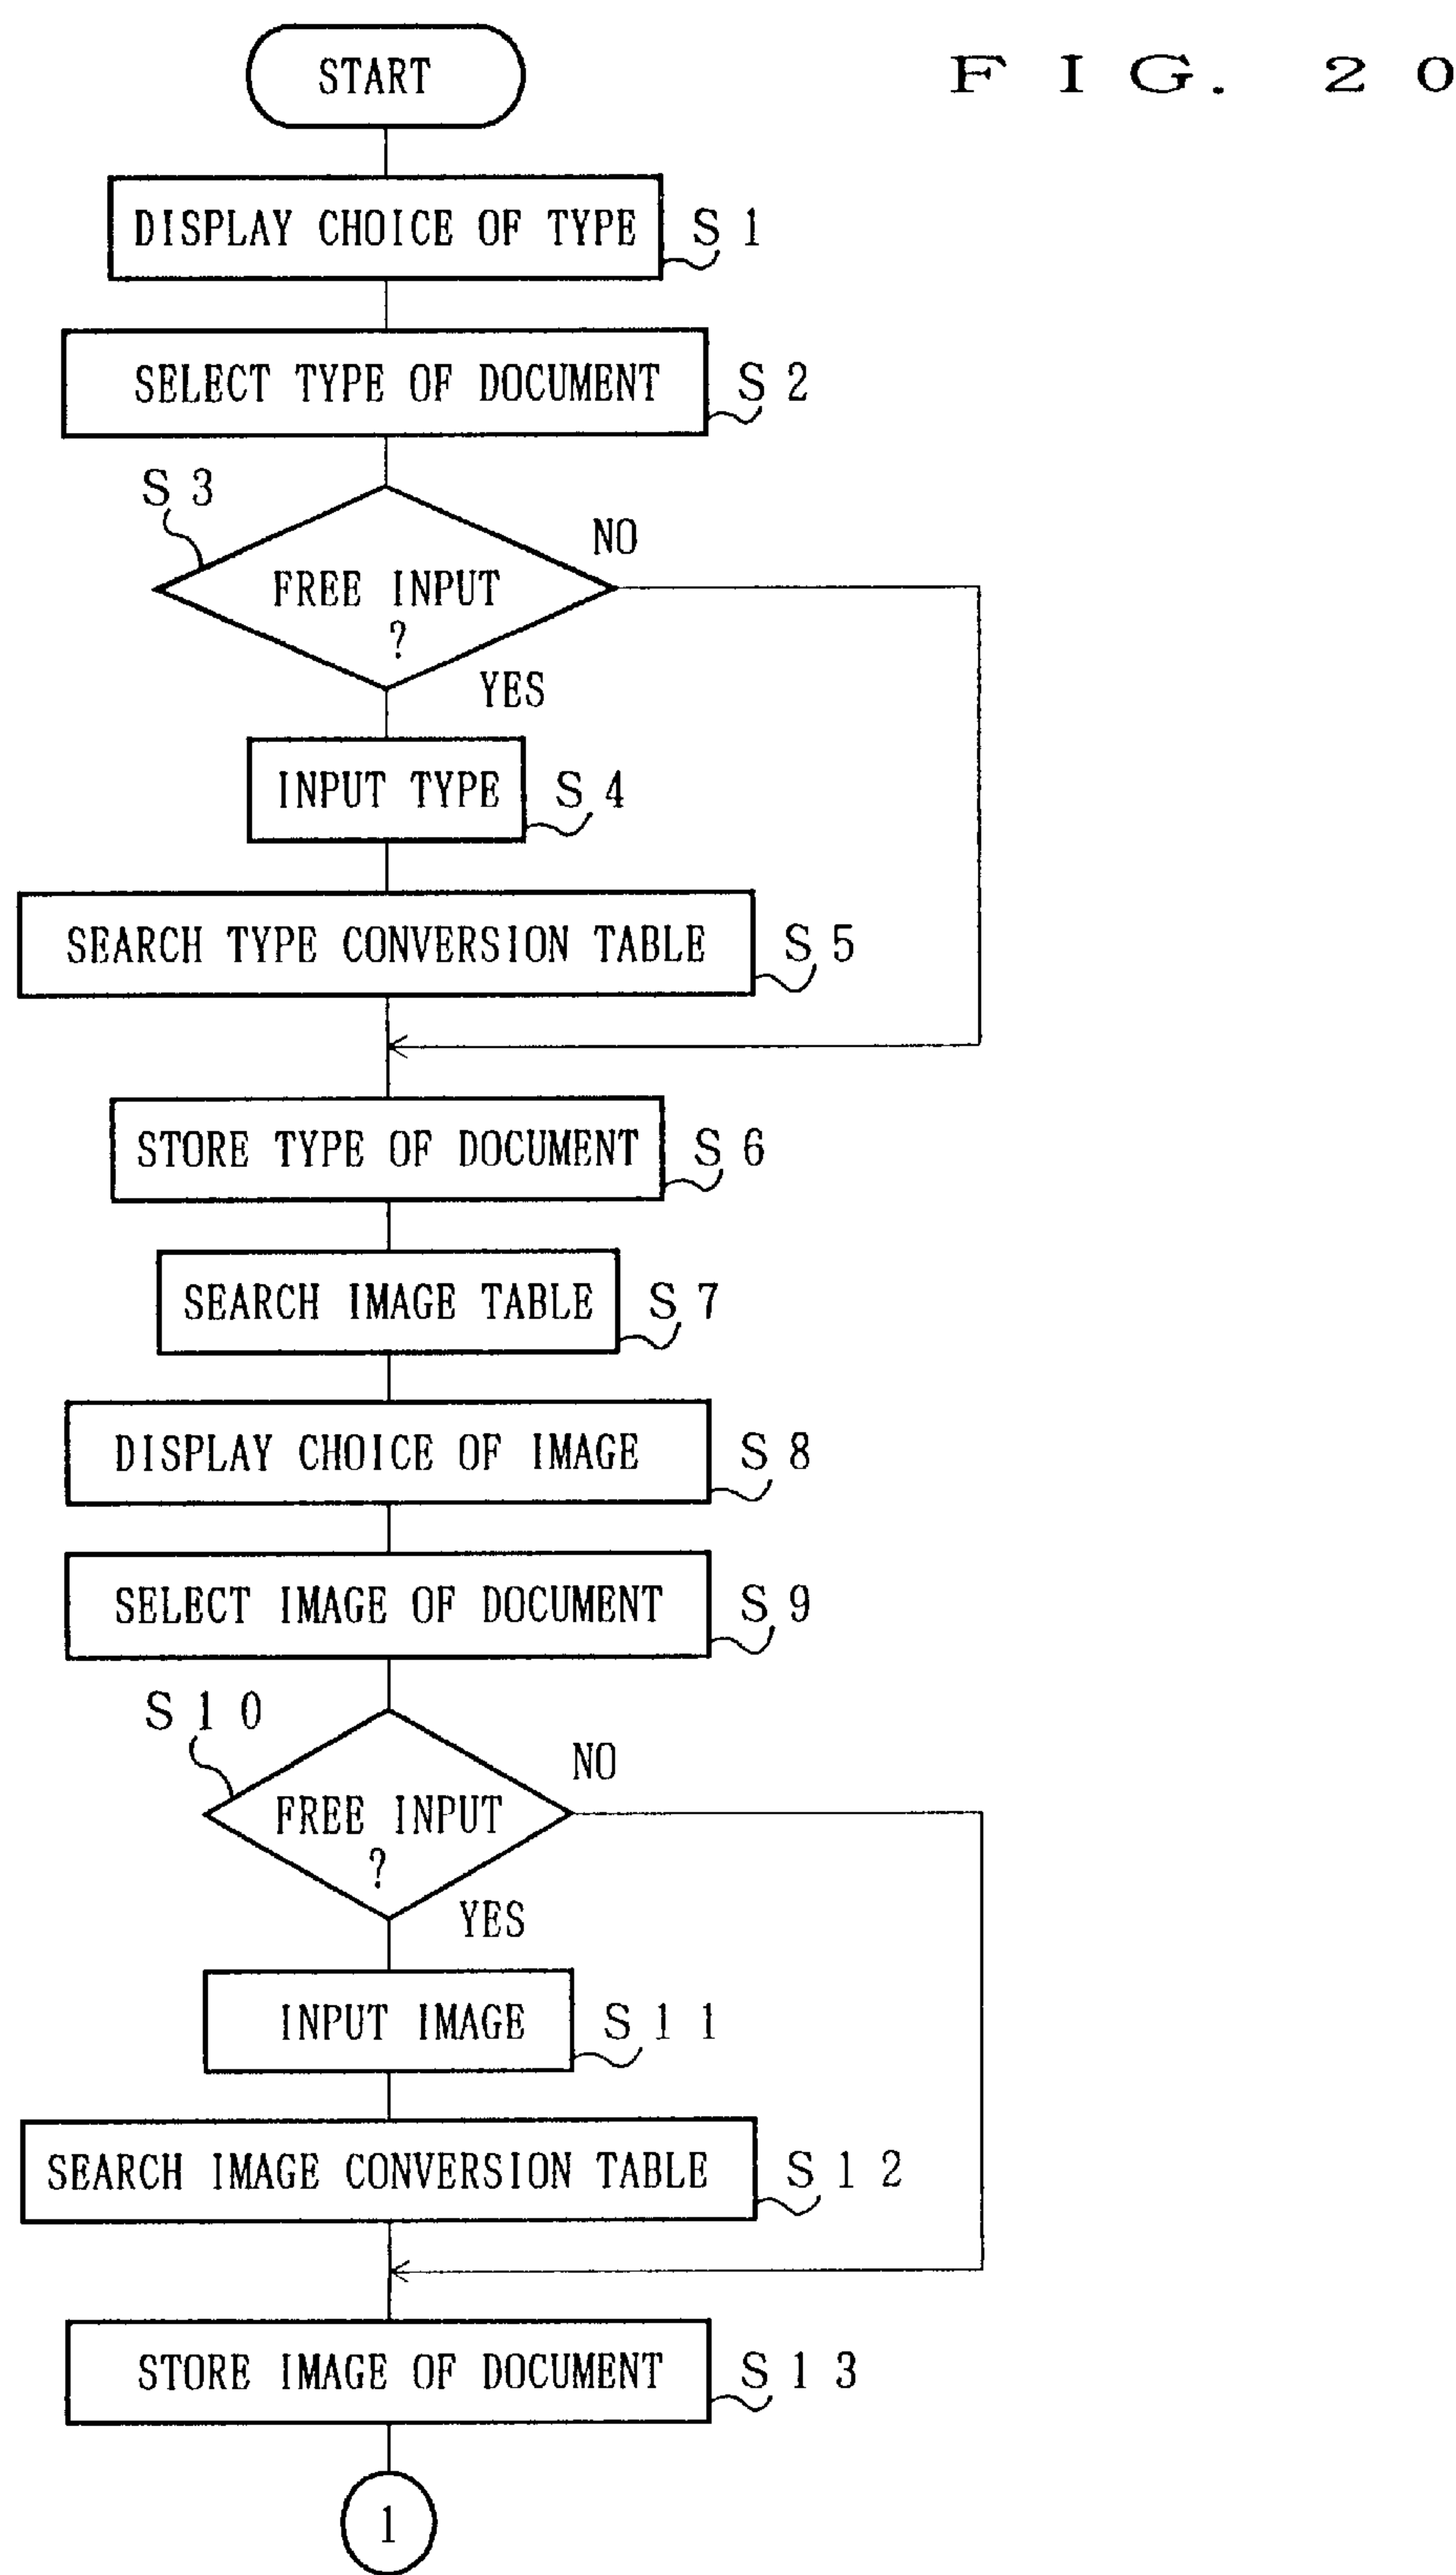 START
FIG. 20
DISPLAY CHOICE OF TYPE S1
SELECT TYPE OF DOCUMENT S2
S3
NO
FREE INPUT
?
YES
INPUT TYPE S4
SEARCH TYPE CONVERSION TABLE S5
STORE TYPE OF DOCUMENT S6
SEARCH IMAGE TABLE S7
DISPLAY CHOICE OF IMAGE S8
SELECT IMAGE OF DOCUMENT S9
S10
NO
FREE INPUT
?
YES
INPUT IMAGE S11
SEARCH IMAGE CONVERSION TABLE S12
STORE IMAGE OF DOCUMENT S13
1